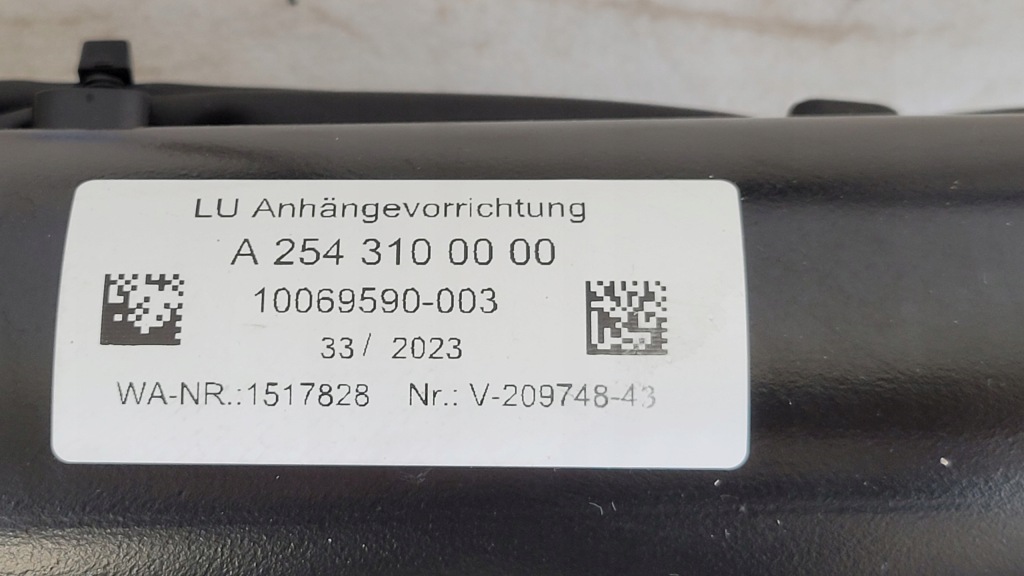 LU Anhängevorrichtung
A 254 310 00 00
10069590-003
33/ 2023
WA-NR.:1517828 Nr.: V-209748-43